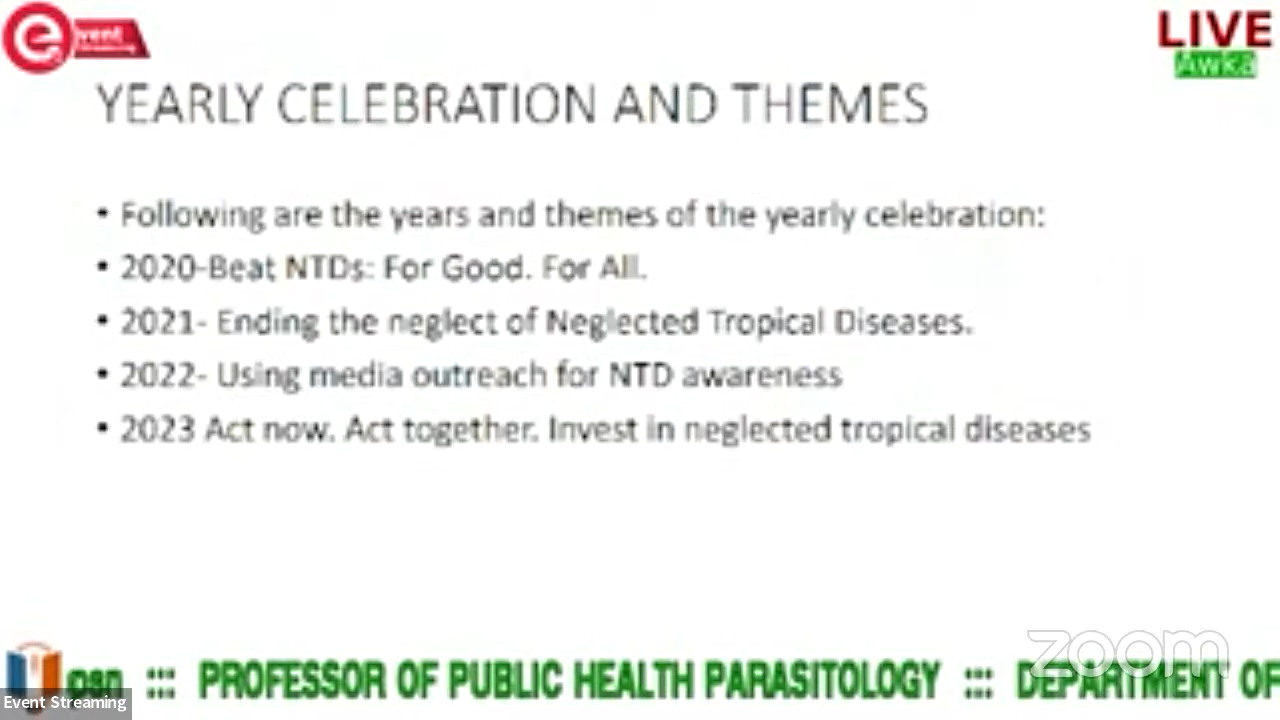 event
Streaming
LIVE
Awka
YEARLY CELEBRATION AND THEMES
• Following are the years and themes of the yearly celebration:
• 2020-Beat NTDs: For Good. For All.
• 2021- Ending the neglect of Neglected Tropical Diseases.
• 2022- Using media outreach for NTD awareness
• 2023 Act now. Act together. Invest in neglected tropical diseases
zoom
::: PROFESSOR OF PUBLIC HEALTH PARASITOLOGY ::: DEPARTMENT OF
Event Streaming